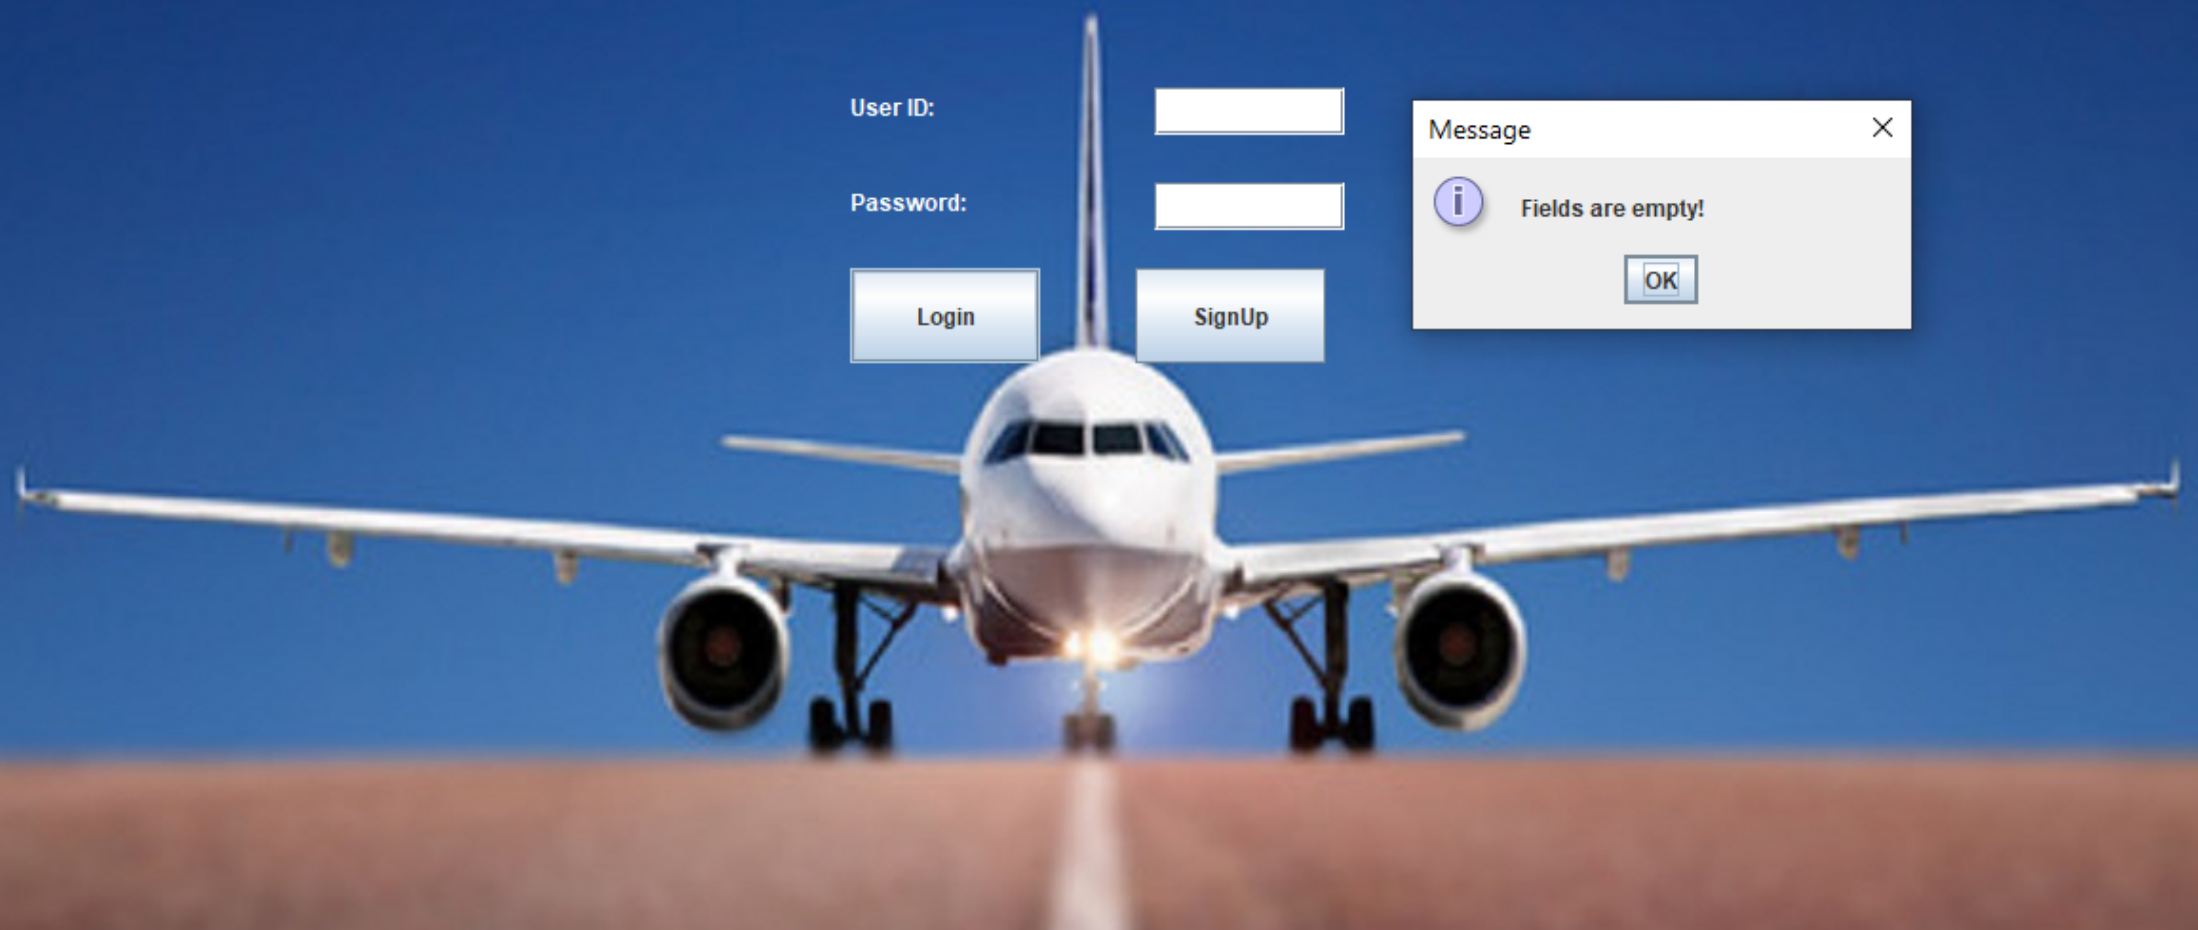 User ID:
Password:
Login
SignUp
Message
Fields are empty!
OK